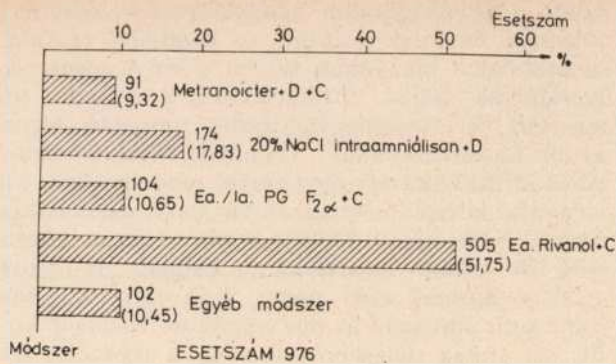 Esetszám
10 20 30 40 50 60 %
91 Metranoicter+D+C
(9,32)
174 20% NaCl intraamniálisan+D
(17,83)
104 Ea./Ia. PG F2α+C
(10,65)
505 Ea. Rivanol+C
(51,75)
102 Egyéb módszer
(10,45)
Módszer ESETSZÁM 976